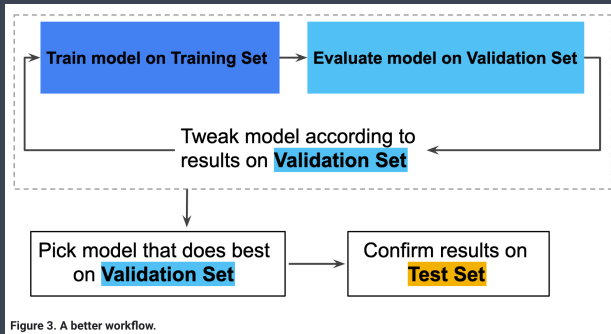 Train model on Training Set
Evaluate model on Validation Set
Tweak model according to
results on Validation Set
Pick model that does best
on Validation Set
Confirm results on
Test Set
Figure 3. A better workflow.